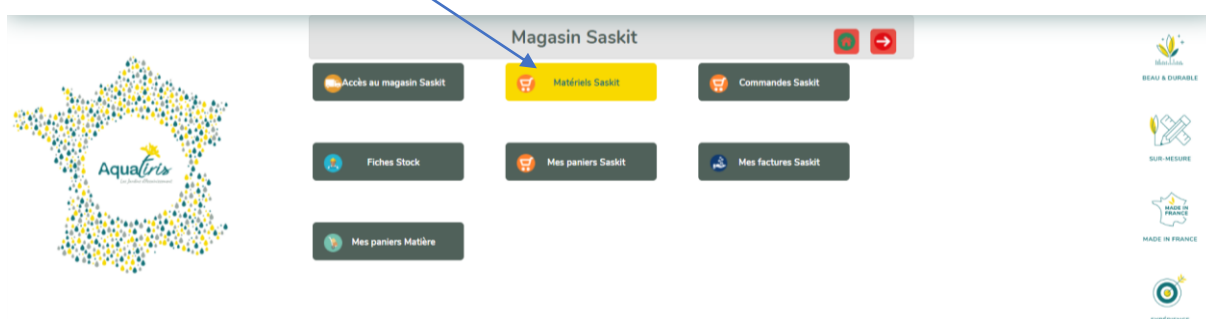 Magasin Saskit
Accès au magasin Saskit
Matériels Saskit
Commandes Saskit
Fiches Stock
Mes paniers Saskit
Mes factures Saskit
Mes paniers Matière
Aquatiris
BEAU & DURABLE
SUR-MESURE
MADE IN
FRANCE
MADE IN FRANCE